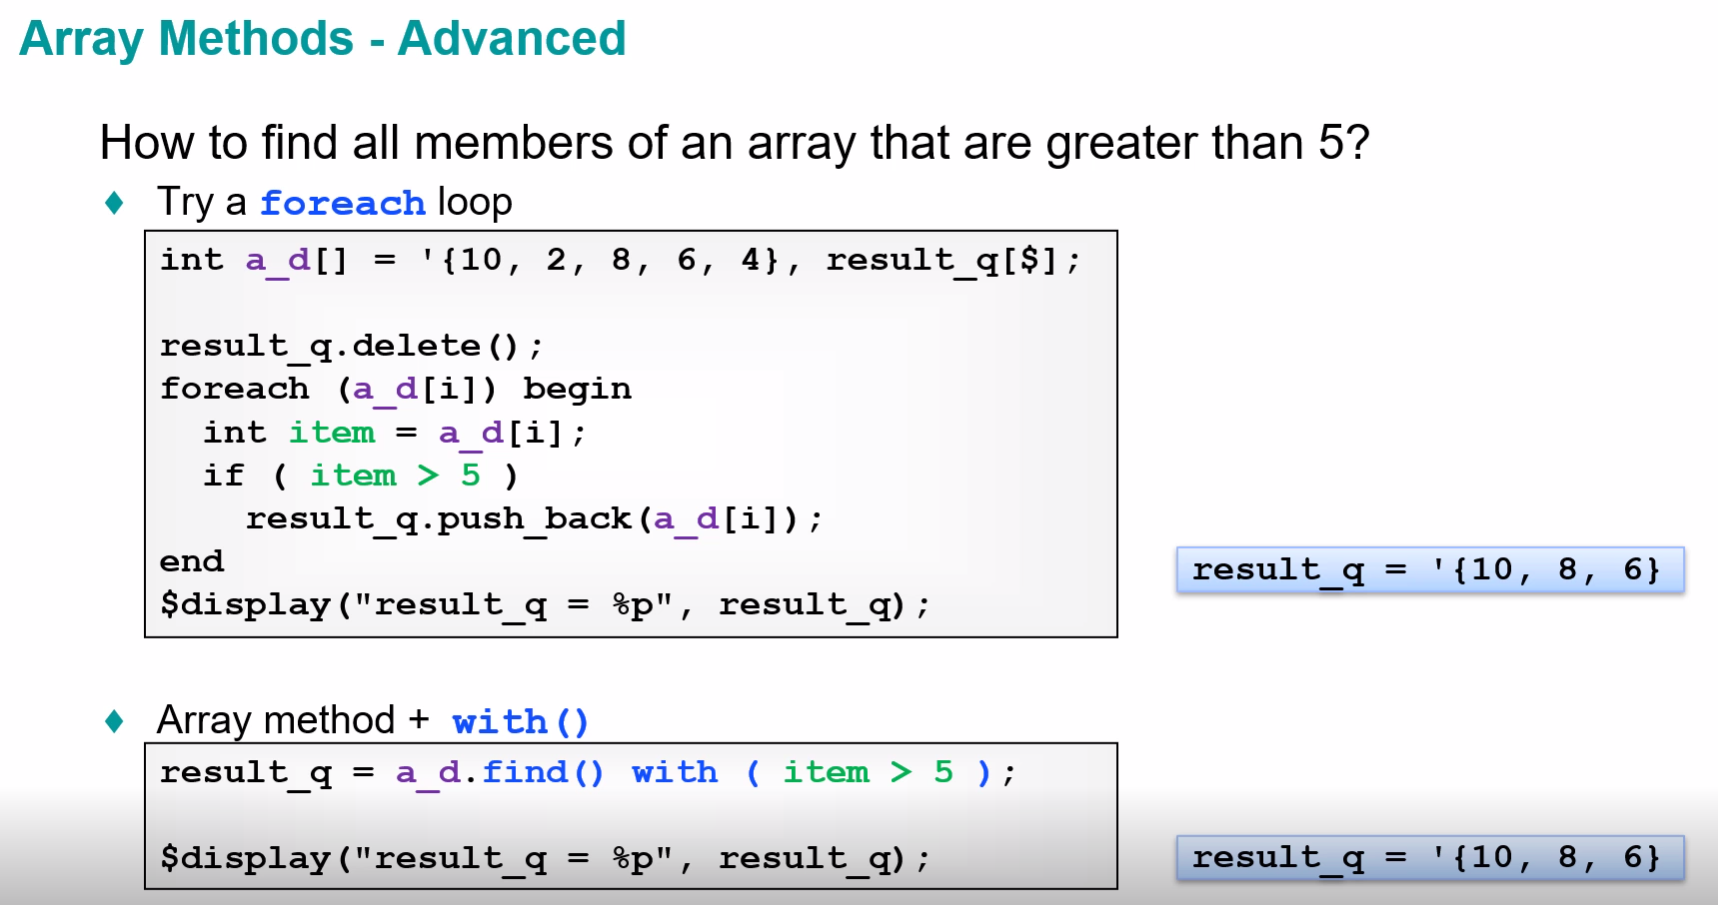 Array Methods - Advanced
How to find all members of an array that are greater than 5?
♦ Try a foreach loop
int a_d[] = '{10, 2, 8, 6, 4}, result_q[$];
result_q.delete();
foreach (a_d[i]) begin
  int item = a_d[i];
  if ( item > 5 )
    result_q.push_back(a_d[i]);
end
$display("result_q = %p", result_q);
result_q = '{10, 8, 6}
♦ Array method + with()
result_q = a_d.find() with ( item > 5 );
$display("result_q = %p", result_q);
result_q = '{10, 8, 6}